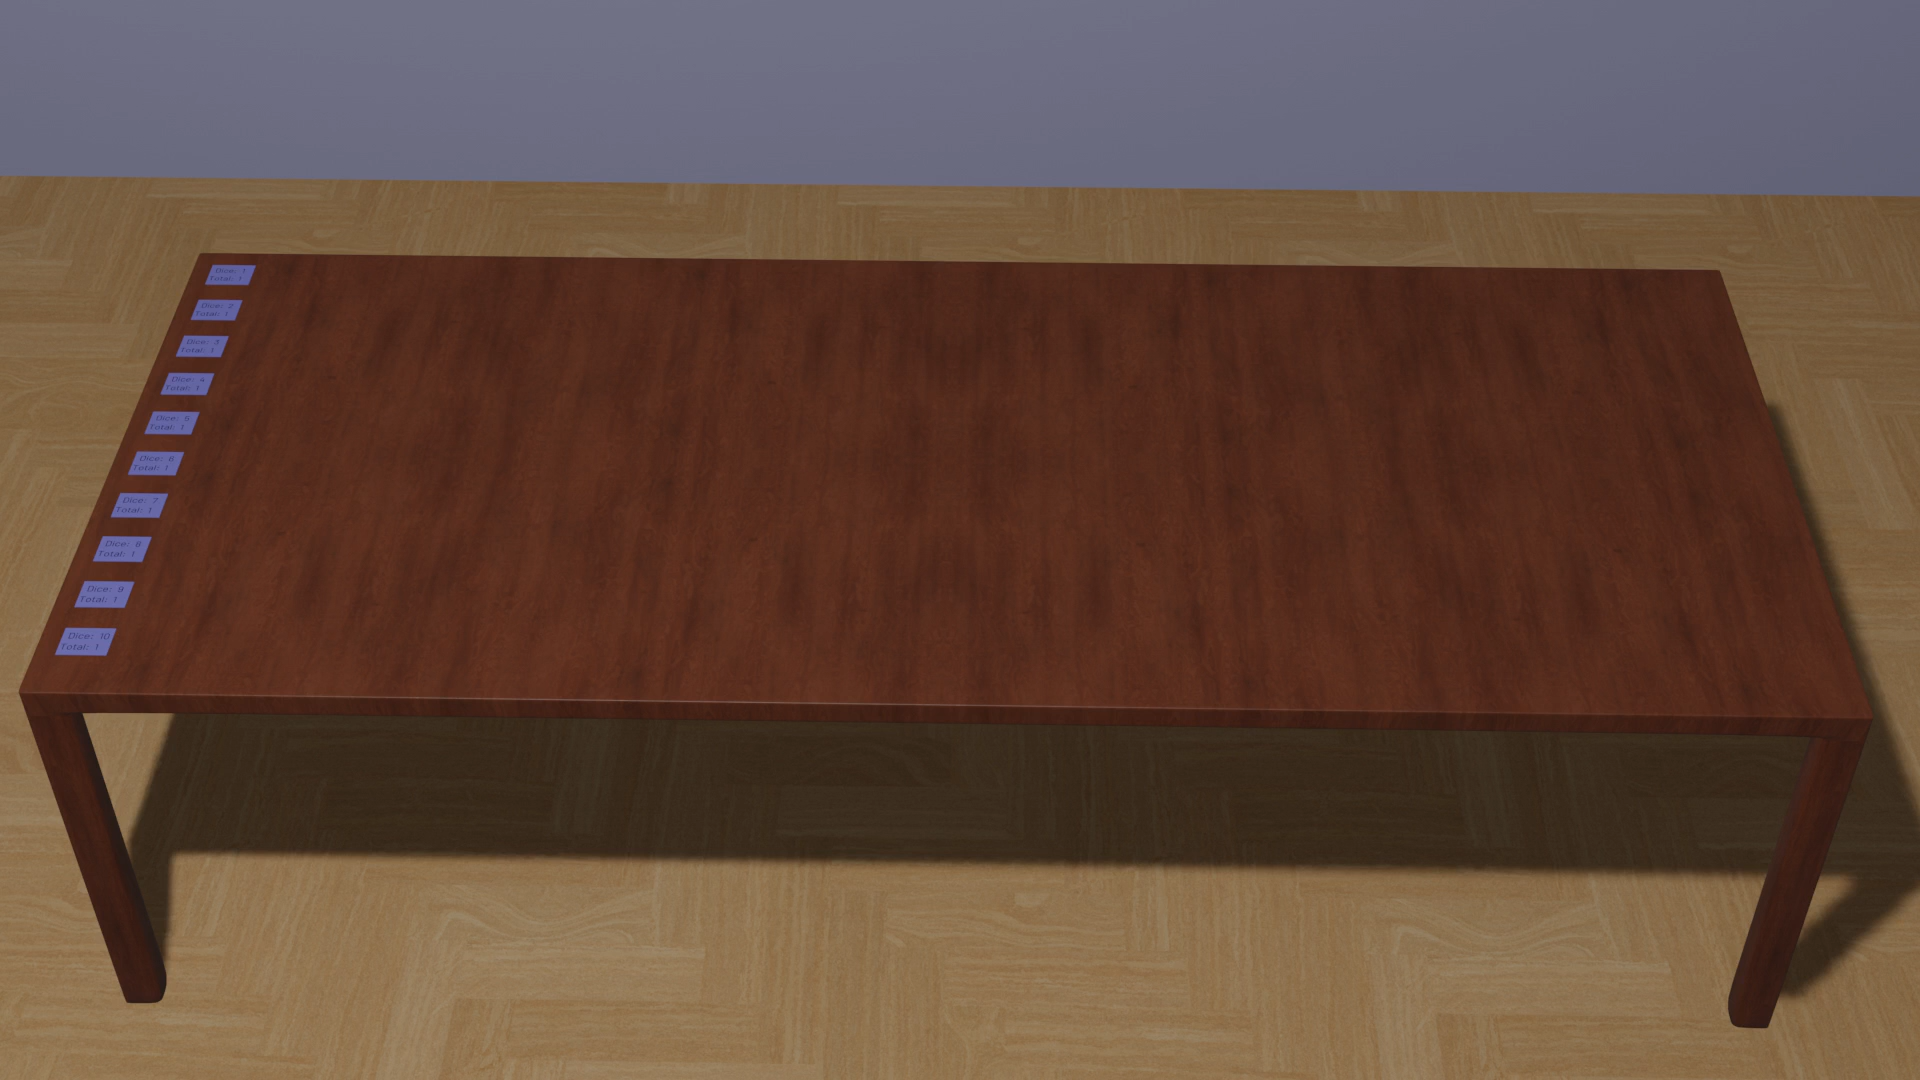 Dice: 1
Total: 1
Dice: 2
Total: 1
Dice: 3
Total: 1
Dice: 4
Total: 1
Dice: 5
Total: 1
Dice: 6
Total: 1
Dice: 7
Total: 1
Dice: 8
Total: 1
Dice: 9
Total: 1
Dice: 10
Total: 1